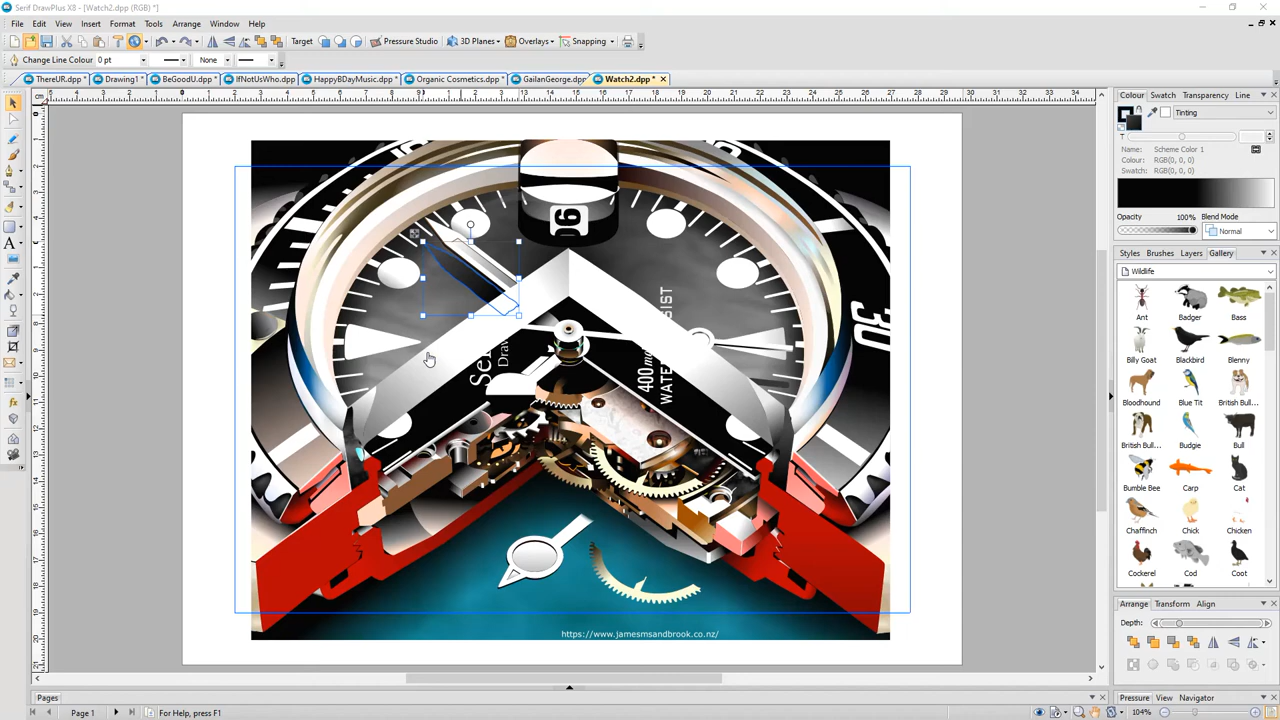 Serif DrawPlus X8 - [Watch2.dpp (RGB) *]
File Edit View Insert Format Tools Arrange Window Help
Target Pressure Studio 3D Planes Overlays Snapping
Change Line Colour 0 pt None
ThereUR.dpp * Drawing1 * BeGoodU.dpp * IfNotUsWho.dpp HappyBDayMusic.dpp * Organic Cosmetics.dpp * GailanGeorge.dpp Watch2.dpp *
Colour Swatch Transparency Line
Tinting
T
Scheme Color 1
Colour: RGB(0, 0, 0)
Swatch: RGB(0, 0, 0)
Opacity 100% Blend Mode
Normal
Styles Brushes Layers Gallery
Wildlife
Ant Badger Bass
Billy Goat Blackbird Blenny
Bloodhound Blue Tit British Bull...
British Bull... Budgie Bull
Bumble Bee Carp Cat
Chaffinch Chick Chicken
Cockerel Cod Coot
06
30
Ser
Draw
400m
WATE
SIST
https://www.jamesmsandbrook.co.nz/
Arrange Transform Align
Depth:
Pages
Pressure View Navigator
Page 1 For Help, press F1
104%